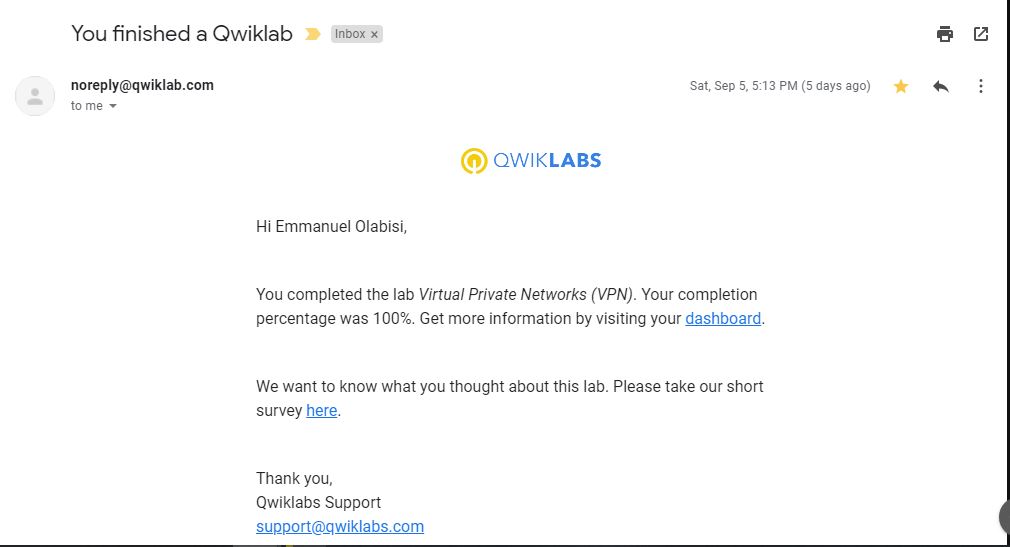 You finished a Qwiklab
Inbox x
noreply@qwiklab.com
Sat, Sep 5, 5:13 PM (5 days ago)
to me
QWIKLABS
Hi Emmanuel Olabisi,
You completed the lab Virtual Private Networks (VPN). Your completion
percentage was 100%. Get more information by visiting your dashboard.
We want to know what you thought about this lab. Please take our short
survey here.
Thank you,
Qwiklabs Support
support@qwiklabs.com